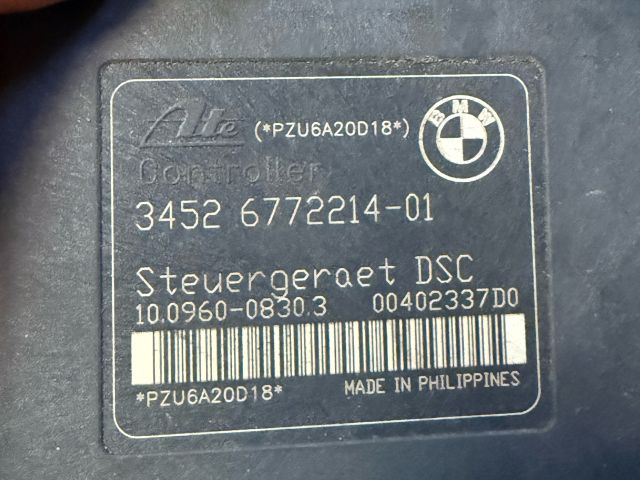 Ate (*PZU6A20D18*) BMW
Controller
3452 6772214-01
Steuergeraet DSC
10.0960-0830.3 00402337D0
*PZU6A20D18* MADE IN PHILIPPINES